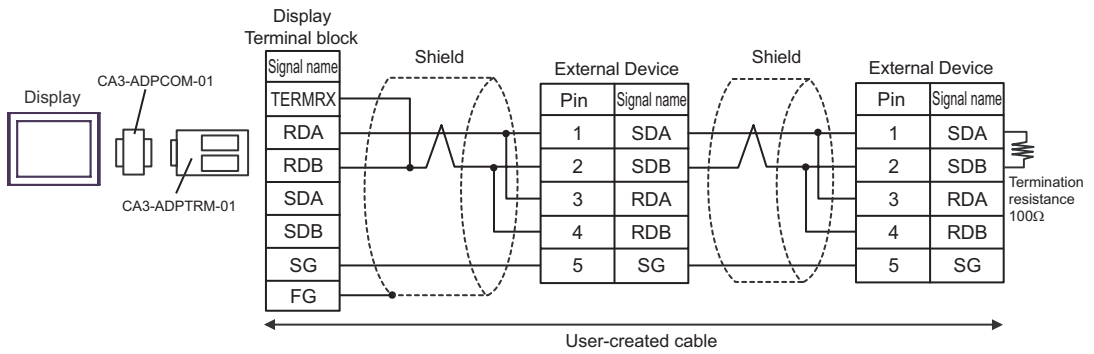 Display
Terminal block
Shield
Shield
CA3-ADPCOM-01
Display
CA3-ADPTRM-01
Signal name
TERMRX
RDA
RDB
SDA
SDB
SG
FG
External Device
Pin Signal name
1 SDA
2 SDB
3 RDA
4 RDB
5 SG
External Device
Pin Signal name
1 SDA
2 SDB
3 RDA
4 RDB
5 SG
Termination
resistance
100Ω
User-created cable